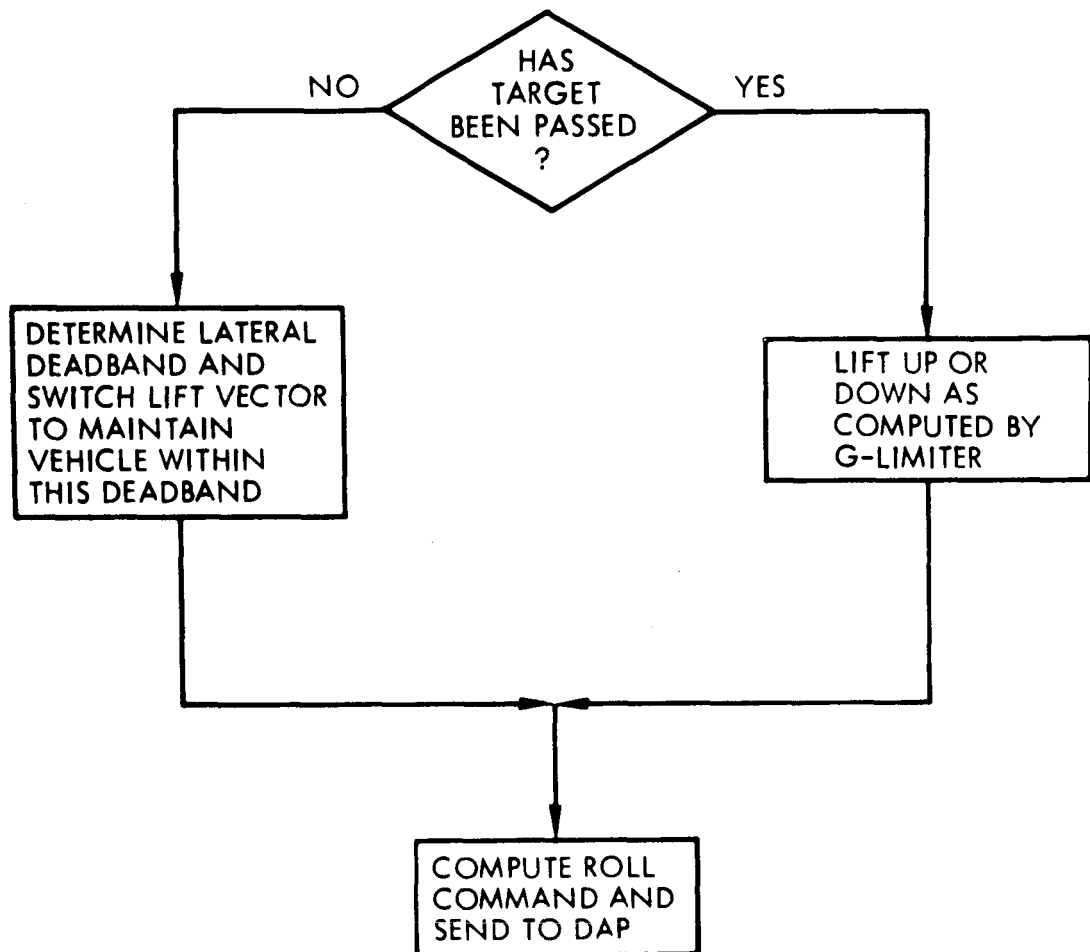 HAS
TARGET
BEEN PASSED
?
NO
YES
DETERMINE LATERAL
DEADBAND AND
SWITCH LIFT VECTOR
TO MAINTAIN
VEHICLE WITHIN
THIS DEADBAND
LIFT UP OR
DOWN AS
COMPUTED BY
G-LIMITER
COMPUTE ROLL
COMMAND AND
SEND TO DAP